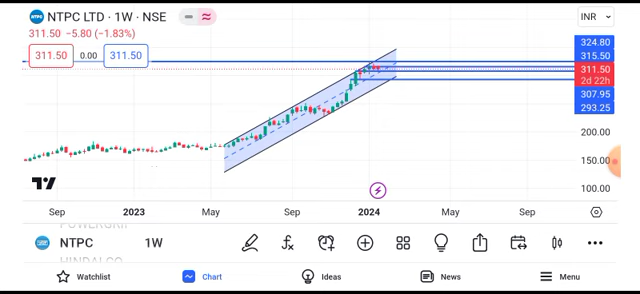 NTPC LTD · 1W · NSE
INR
311.50 −5.80 (−1.83%)
311.50 0.00 311.50
324.80
315.50
311.50
2d 22h
307.95
293.25
200.00
150.00
100.00
Sep 2023 May Sep 2024 May Sep
POWERGRID
NTPC 1W
HINDALCO
Watchlist Chart Ideas News Menu